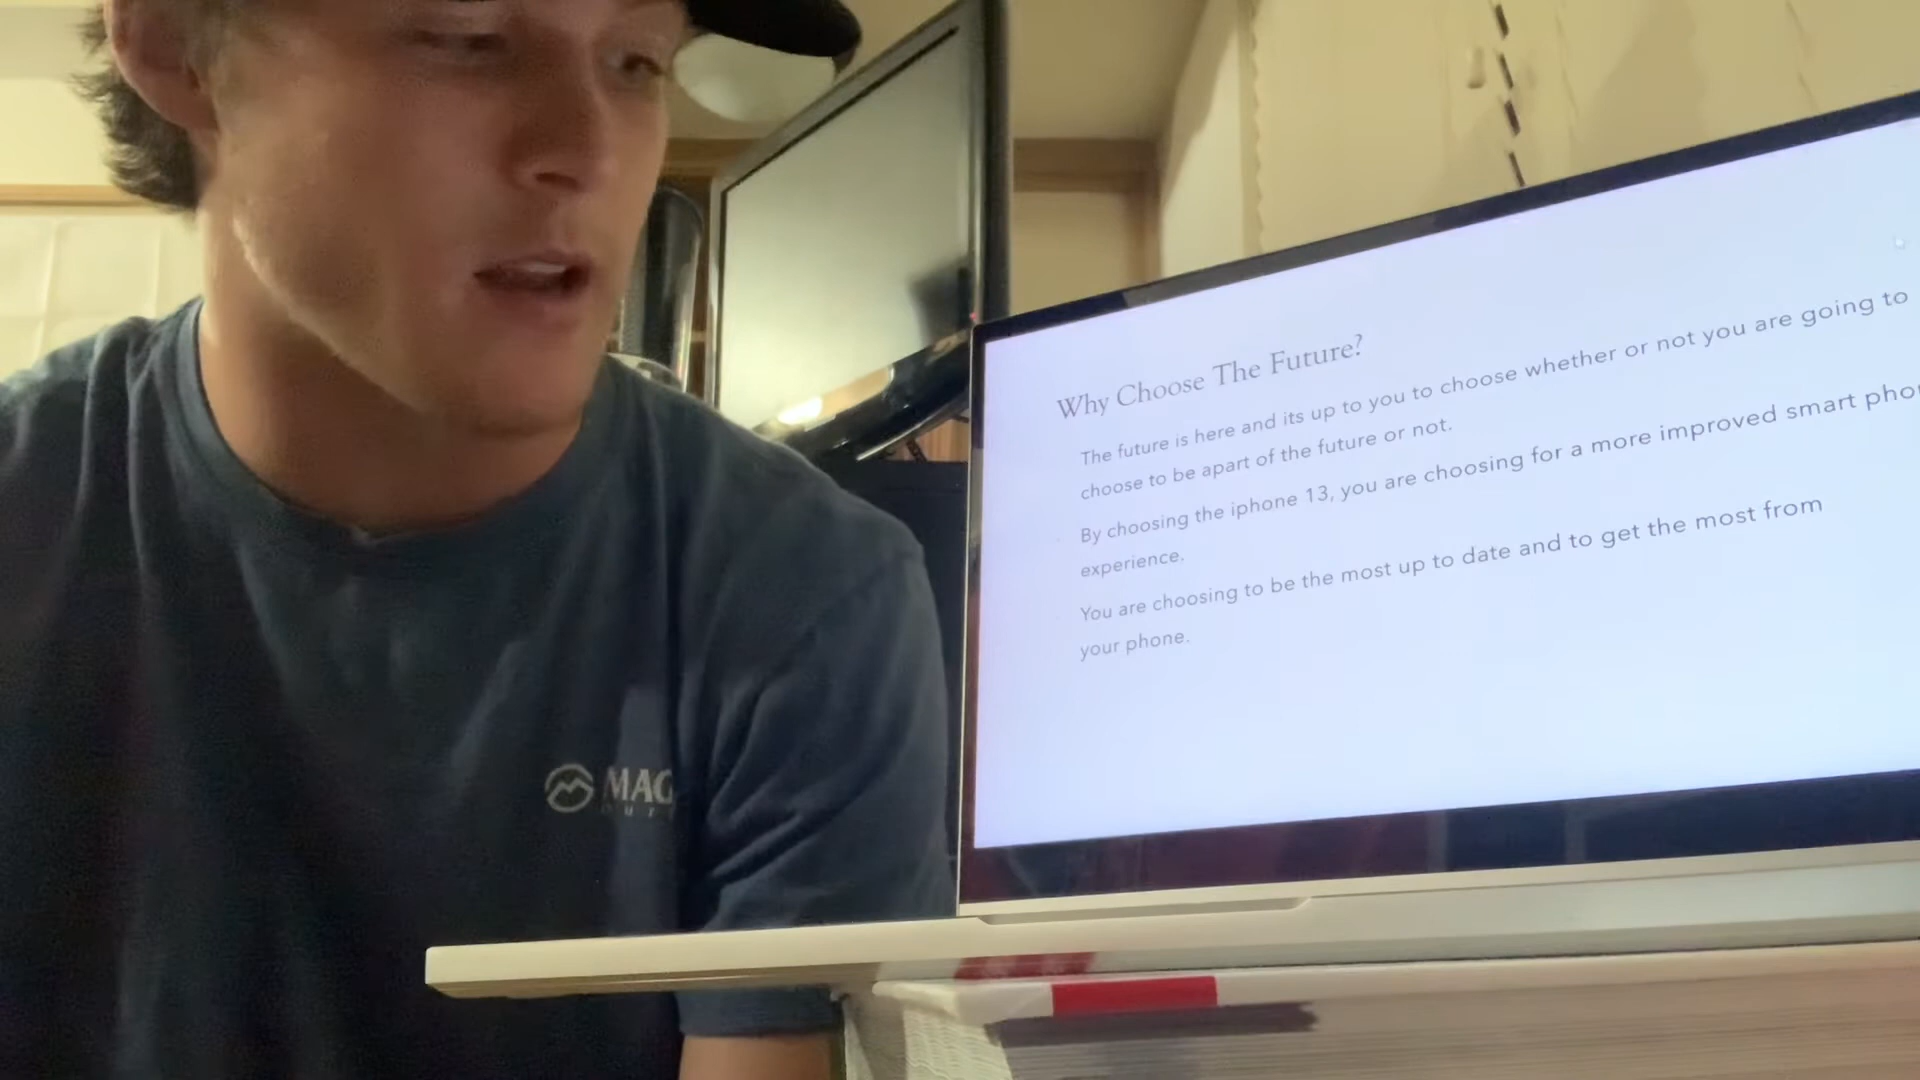 Why Choose The Future?
The future is here and its up to you to choose whether or not you are going to
choose to be apart of the future or not.
By choosing the iphone 13, you are choosing for a more improved smart pho
experience.
You are choosing to be the most up to date and to get the most from
your phone.
MAG